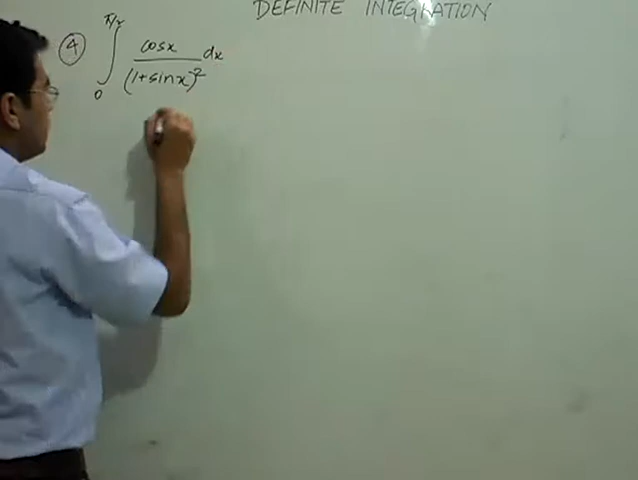 DEFINITE INTEGRATION
④ ∫₀^{π/2} cosx / (1+sinx)² dx